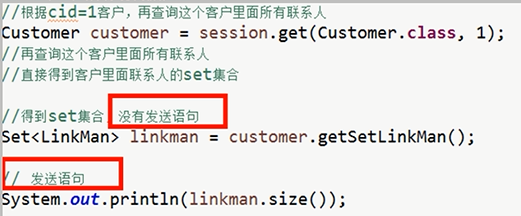 //根据cid=1客户，再查询这个客户里面所有联系人
Customer customer = session.get(Customer.class, 1);
//再查询这个客户里面所有联系人
//直接得到客户里面联系人的set集合
//得到set集合，没有发送语句
Set<LinkMan> linkman = customer.getSetLinkMan();
// 发送语句
System.out.println(linkman.size());